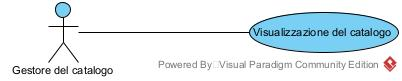 Visualizzazione del catalogo
Gestore del catalogo
Powered By Visual Paradigm Community Edition